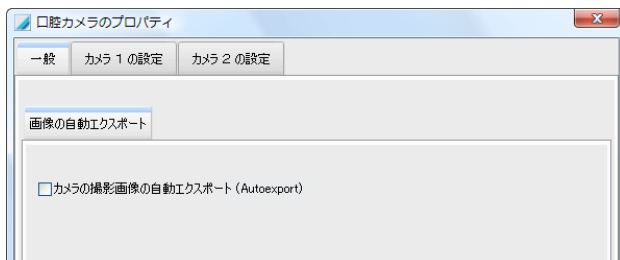 口腔カメラのプロパティ
一般 カメラ１の設定 カメラ２の設定
画像の自動エクスポート
カメラの撮影画像の自動エクスポート(Autoexport)